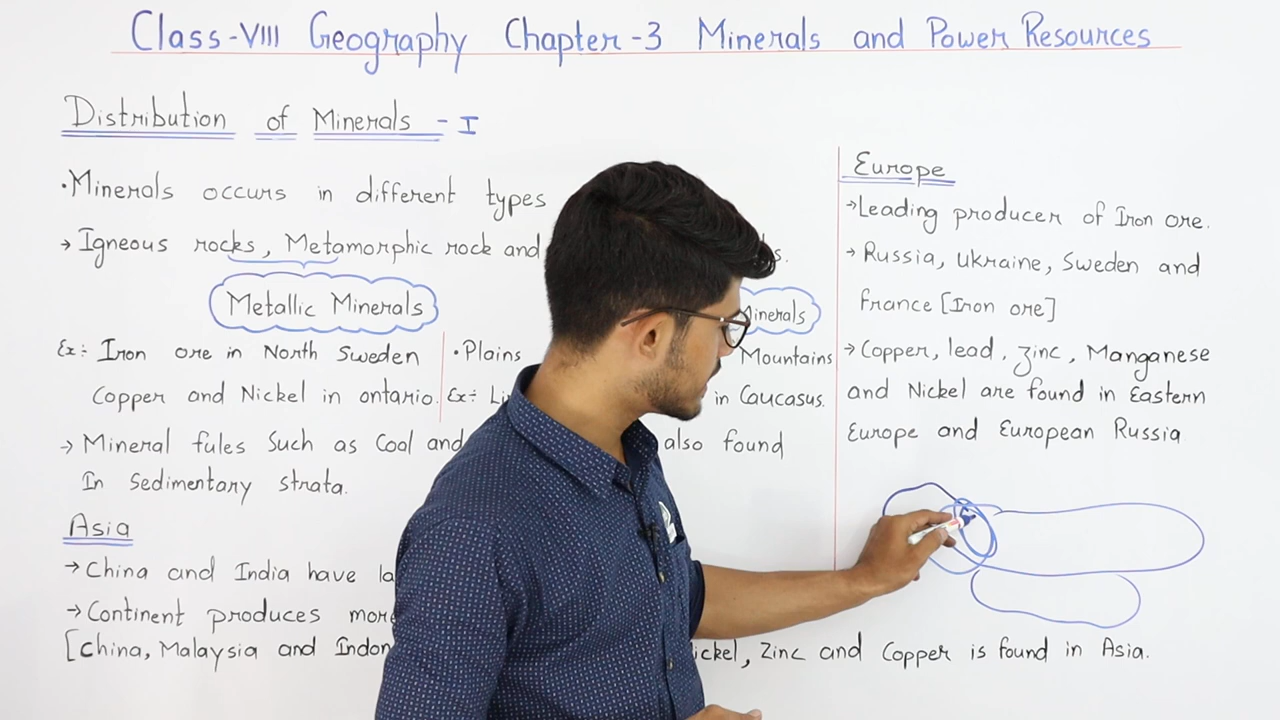 Class-VIII Geography Chapter-3 Minerals and Power Resources
Distribution of Minerals - I
·Minerals occurs in different types
→ Igneous rocks, Metamorphic rock and
Metallic Minerals
Minerals
Ex:- Iron ore in North Sweden
Copper and Nickel in ontario.
·Plains
Mountains
Ex:-
in Caucasus.
→ Mineral fules Such as Coal and
also found
In Sedimentary strata.
Asia
→ China and India have
→ Continent produces
[China, Malaysia and
Zinc and Copper is found in Asia.
Europe
→Leading producer of Iron ore.
→ Russia, Ukraine, Sweden and
france [Iron ore]
→ Copper, lead, Zinc, Manganese
and Nickel are found in Eastern
Europe and European Russia